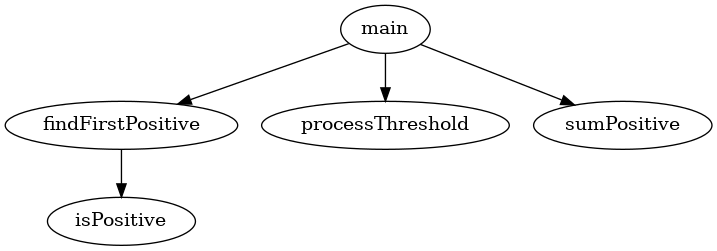 main
findFirstPositive
processThreshold
sumPositive
isPositive